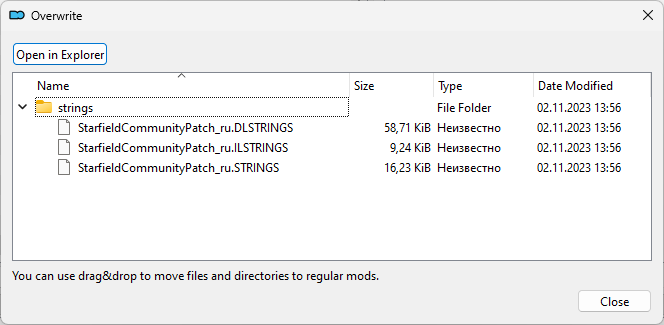 Overwrite
Open in Explorer
Name Size Type Date Modified
strings File Folder 02.11.2023 13:56
StarfieldCommunityPatch_ru.DLSTRINGS 58,71 KiB Неизвестно 02.11.2023 13:56
StarfieldCommunityPatch_ru.ILSTRINGS 9,24 KiB Неизвестно 02.11.2023 13:56
StarfieldCommunityPatch_ru.STRINGS 16,23 KiB Неизвестно 02.11.2023 13:56
You can use drag&drop to move files and directories to regular mods.
Close